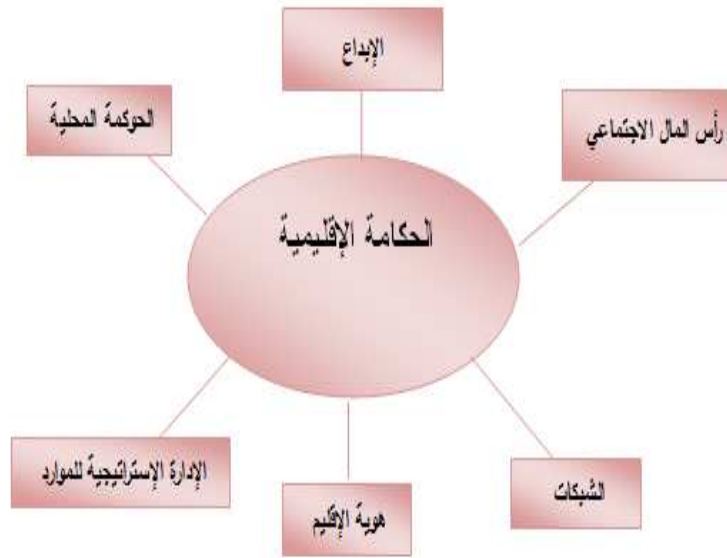 الإبداع
رأس المال الاجتماعي
الحوكمة المحلية
الحكامة الإقليمية
الشبكات
هوية الإقليم
الإدارة الإستراتيجية للموارد